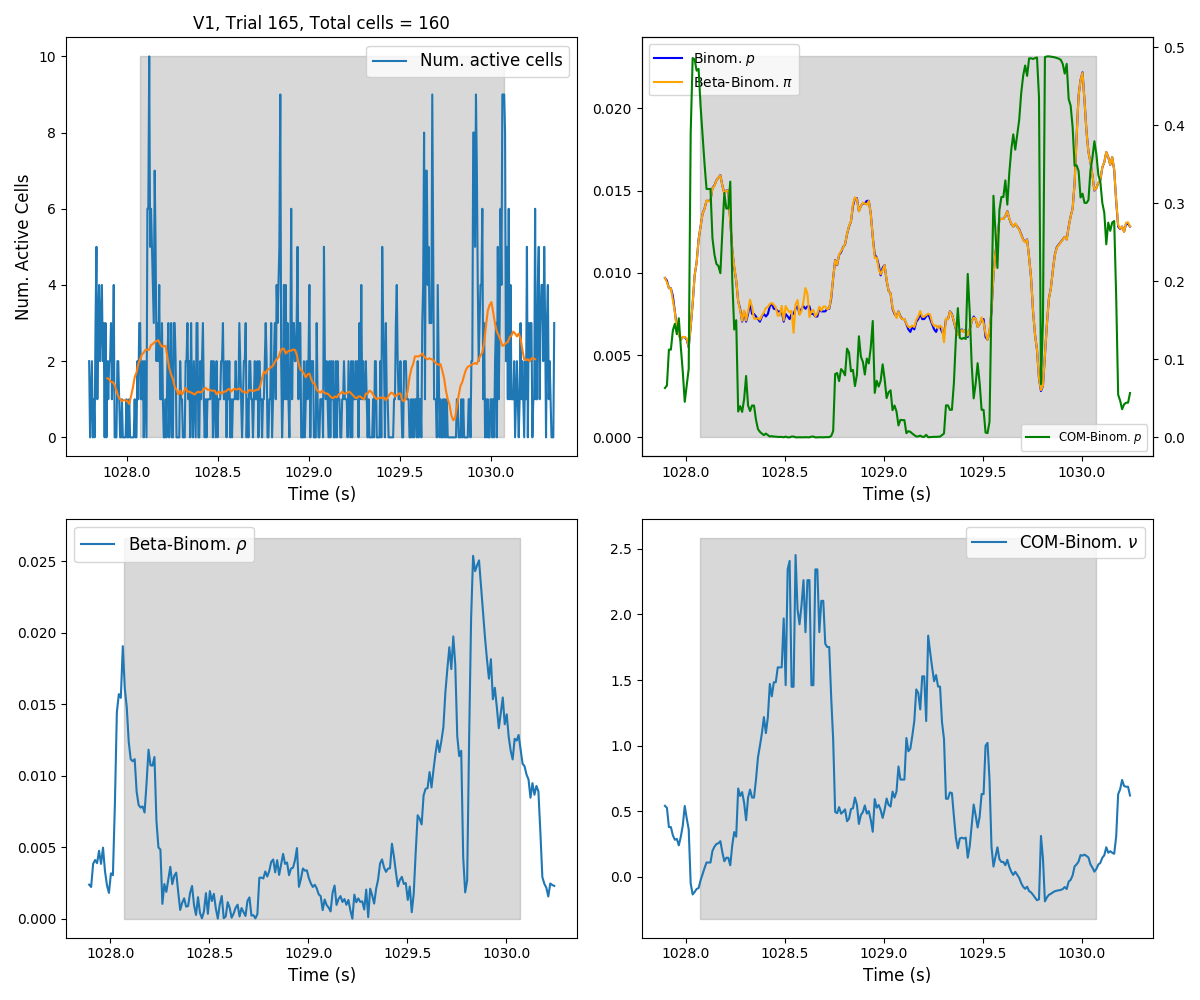 V1, Trial 165, Total cells = 160
Num. Active Cells
10
8
6
4
2
0
Num. active cells
1028.0 1028.5 1029.0 1029.5 1030.0
Time (s)
Binom. p
Beta-Binom. π
0.020
0.015
0.010
0.005
0.000
0.5
0.4
0.3
0.2
0.1
0.0
COM-Binom. p
1028.0 1028.5 1029.0 1029.5 1030.0
Time (s)
Beta-Binom. ρ
0.025
0.020
0.015
0.010
0.005
0.000
1028.0 1028.5 1029.0 1029.5 1030.0
Time (s)
COM-Binom. ν
2.5
2.0
1.5
1.0
0.5
0.0
1028.0 1028.5 1029.0 1029.5 1030.0
Time (s)